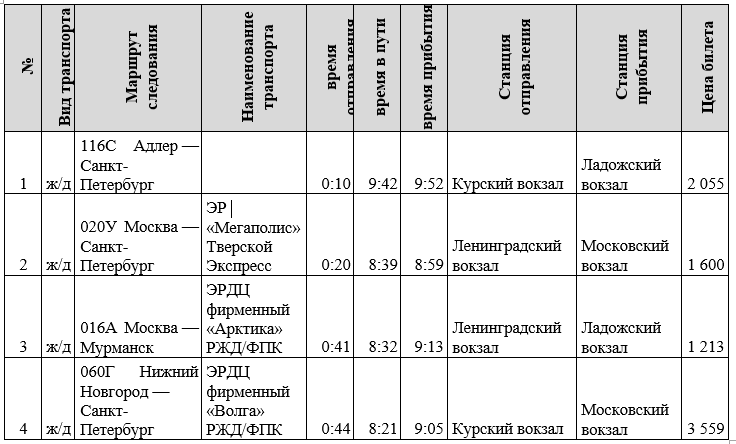 №
Вид транспорта
Маршрут
следования
Наименование
транспорта
время
отправления
время в пути
время прибытия
Станция
отправления
Станция
прибытия
Цена билета
1
ж/д
116С Адлер —
Санкт-
Петербург
0:10
9:42
9:52
Курский вокзал
Ладожский
вокзал
2 055
2
ж/д
020У Москва —
Санкт-
Петербург
ЭР|
«Мегаполис»
Тверской
Экспресс
0:20
8:39
8:59
Ленинградский
вокзал
Московский
вокзал
1 600
3
ж/д
016А Москва —
Мурманск
ЭРДЦ
фирменный
«Арктика»
РЖД/ФПК
0:41
8:32
9:13
Ленинградский
вокзал
Ладожский
вокзал
1 213
4
ж/д
060Г Нижний
Новгород —
Санкт-
Петербург
ЭРДЦ
фирменный
«Волга»
РЖД/ФПК
0:44
8:21
9:05
Курский вокзал
Московский
вокзал
3 559